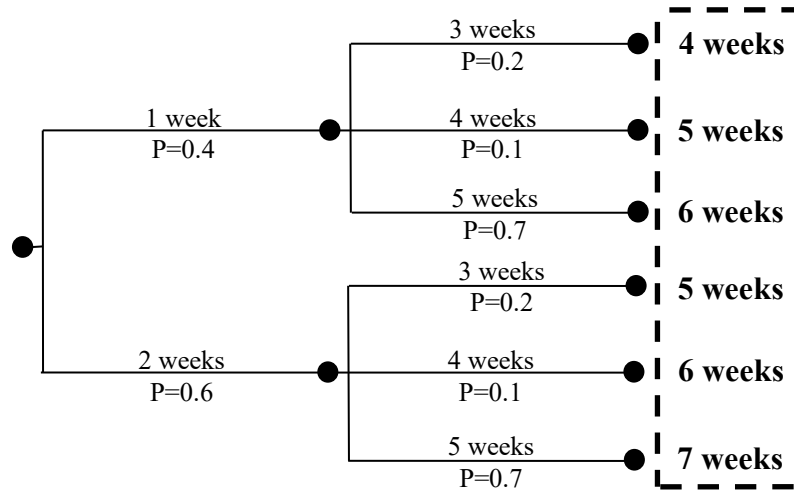 3 weeks
P=0.2
4 weeks
1 week
P=0.4
4 weeks
P=0.1
5 weeks
5 weeks
P=0.7
6 weeks
3 weeks
P=0.2
5 weeks
2 weeks
P=0.6
4 weeks
P=0.1
6 weeks
5 weeks
P=0.7
7 weeks